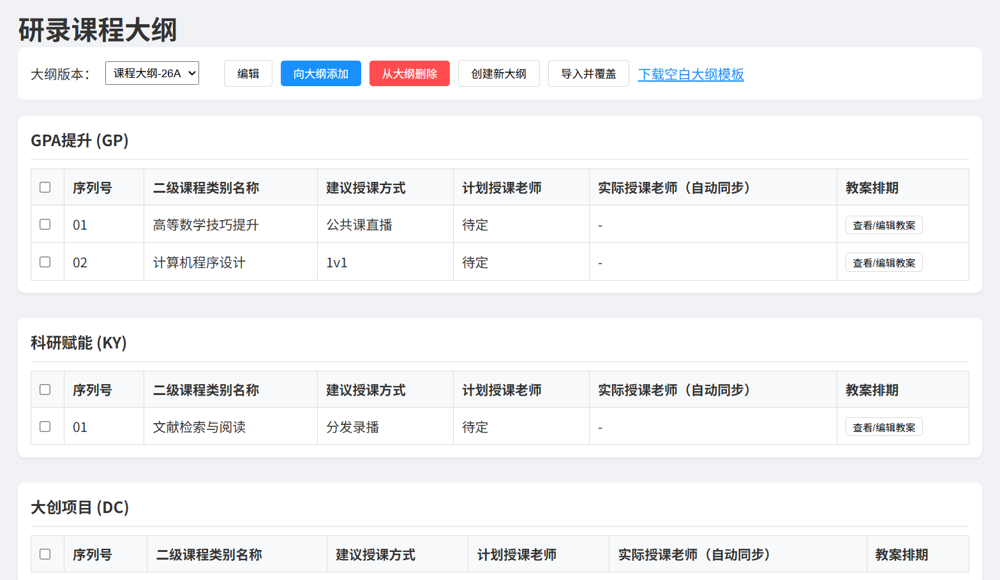 研录课程大纲
大纲版本： 课程大纲-26A 编辑 向大纲添加 从大纲删除 创建新大纲 导入并覆盖 下载空白大纲模板
GPA提升 (GP)
序列号 二级课程类别名称 建议授课方式 计划授课老师 实际授课老师（自动同步） 教案排期
01 高等数学技巧提升 公共课直播 待定 - 查看/编辑教案
02 计算机程序设计 1v1 待定 - 查看/编辑教案
科研赋能 (KY)
序列号 二级课程类别名称 建议授课方式 计划授课老师 实际授课老师（自动同步） 教案排期
01 文献检索与阅读 分发录播 待定 - 查看/编辑教案
大创项目 (DC)
序列号 二级课程类别名称 建议授课方式 计划授课老师 实际授课老师（自动同步） 教案排期